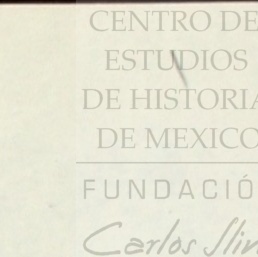 CENTRO DE
ESTUDIOS
DE HISTORIA
DE MEXICO
FUNDACIÓ
Carlos Sli